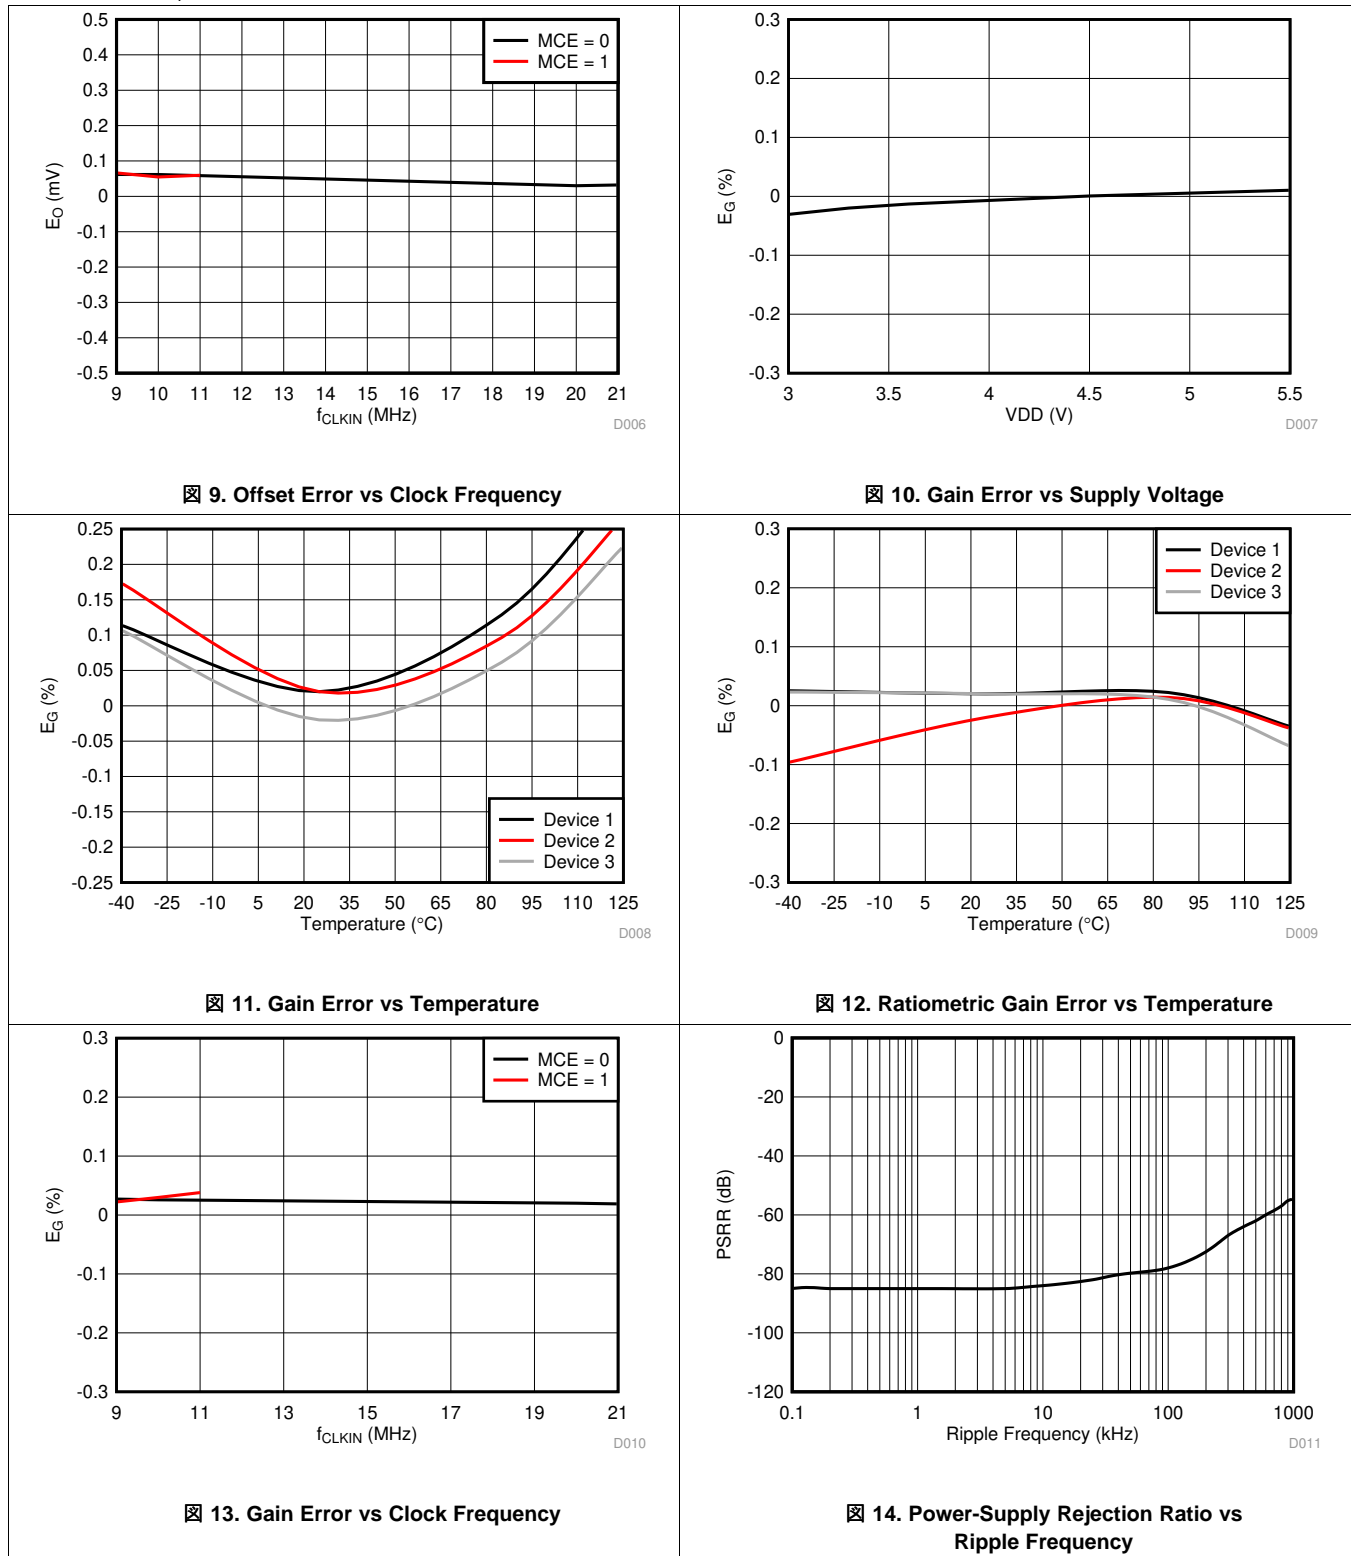 0.5
0.4
0.3
0.2
0.1
0
-0.1
-0.2
-0.3
-0.4
-0.5
EO (mV)
MCE = 0
MCE = 1
9 10 11 12 13 14 15 16 17 18 19 20 21
fCLKIN (MHz)
D006
図 9. Offset Error vs Clock Frequency
0.3
0.2
0.1
0
-0.1
-0.2
-0.3
EG (%)
3 3.5 4 4.5 5 5.5
VDD (V)
D007
図 10. Gain Error vs Supply Voltage
0.25
0.2
0.15
0.1
0.05
0
-0.05
-0.1
-0.15
-0.2
-0.25
EG (%)
Device 1
Device 2
Device 3
-40 -25 -10 5 20 35 50 65 80 95 110 125
Temperature (°C)
D008
図 11. Gain Error vs Temperature
0.3
0.2
0.1
0
-0.1
-0.2
-0.3
EG (%)
Device 1
Device 2
Device 3
-40 -25 -10 5 20 35 50 65 80 95 110 125
Temperature (°C)
D009
図 12. Ratiometric Gain Error vs Temperature
0.3
0.2
0.1
0
-0.1
-0.2
-0.3
EG (%)
MCE = 0
MCE = 1
9 11 13 15 17 19 21
fCLKIN (MHz)
D010
図 13. Gain Error vs Clock Frequency
0
-20
-40
-60
-80
-100
-120
PSRR (dB)
0.1 1 10 100 1000
Ripple Frequency (kHz)
D011
図 14. Power-Supply Rejection Ratio vs
Ripple Frequency